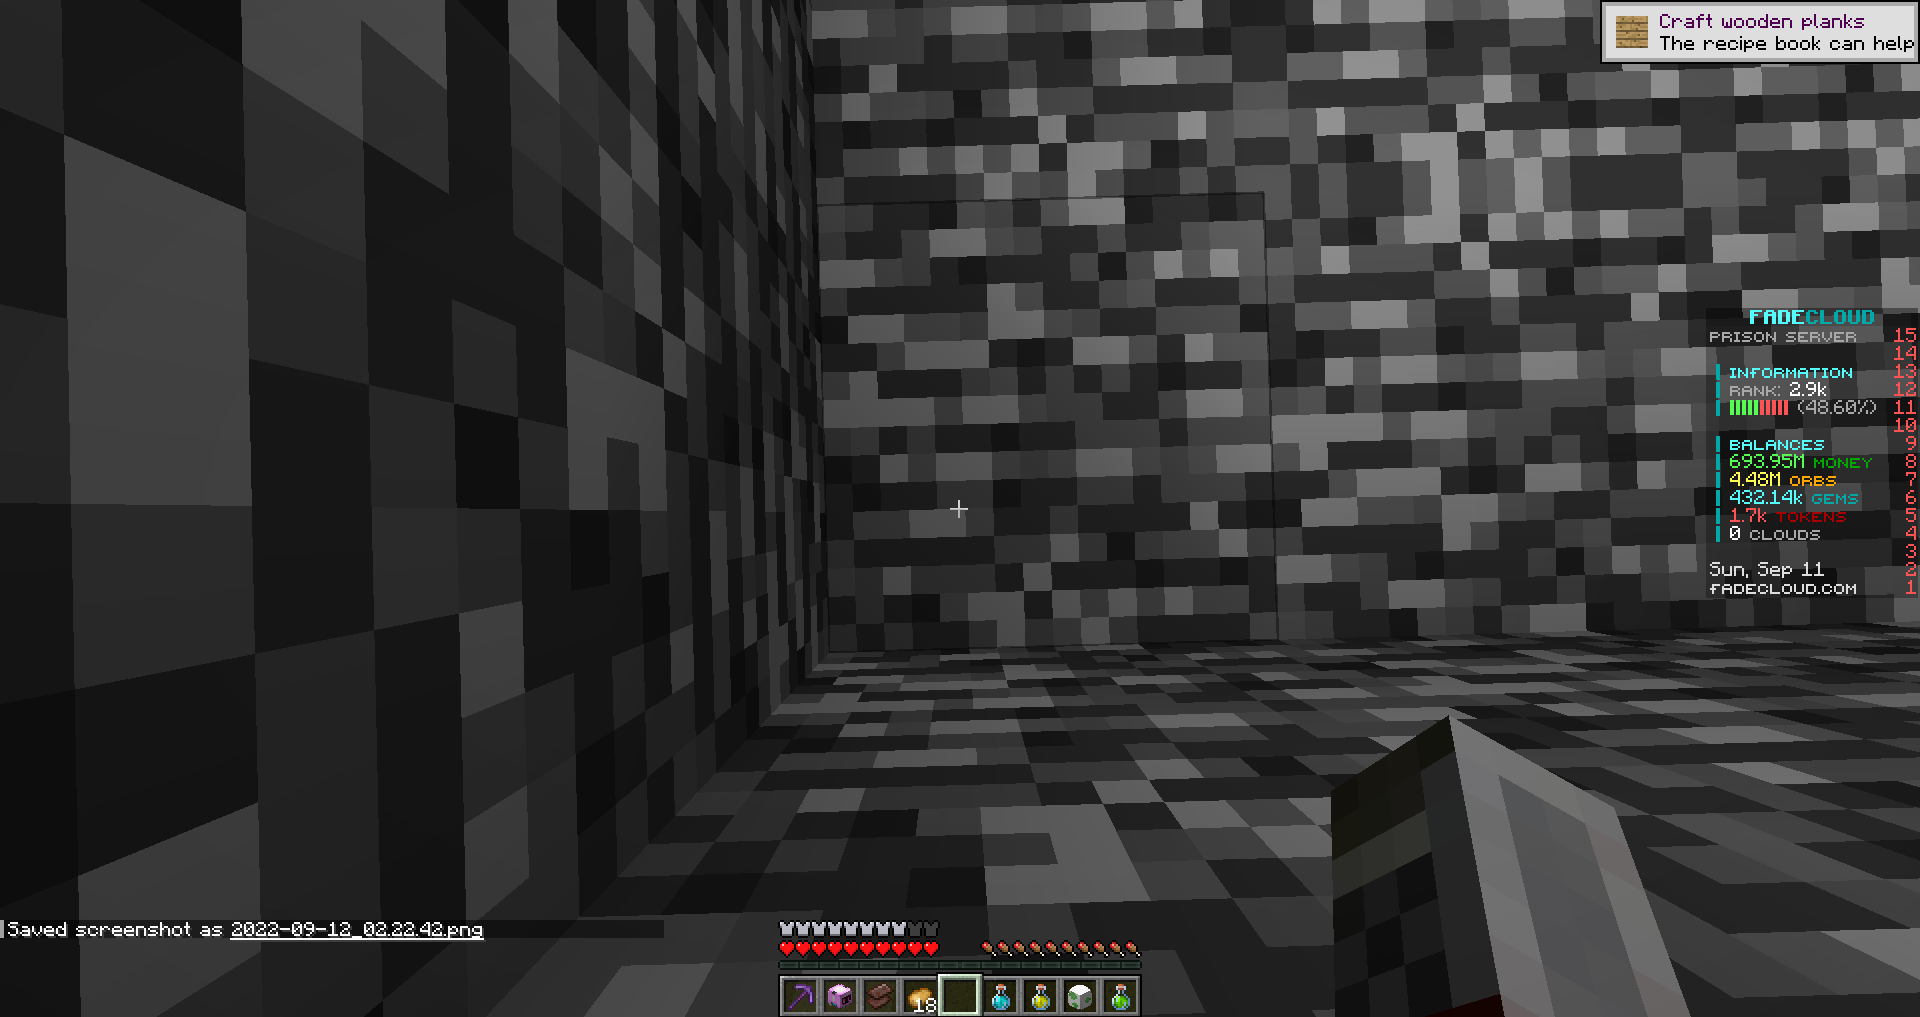 Craft wooden planks
The recipe book can help
FADECLOUD
PRISON SERVER 15
14
INFORMATION 13
RANK: 2.9k 12
(48.60%) 11
10
BALANCES 9
693.95M MONEY 8
4.48M ORBS 7
432.14k GEMS 6
1.7k TOKENS 5
0 CLOUDS 4
3
Sun, Sep 11 2
FADECLOUD.COM 1
Saved screenshot as 2022-09-12_02.22.42.png
18